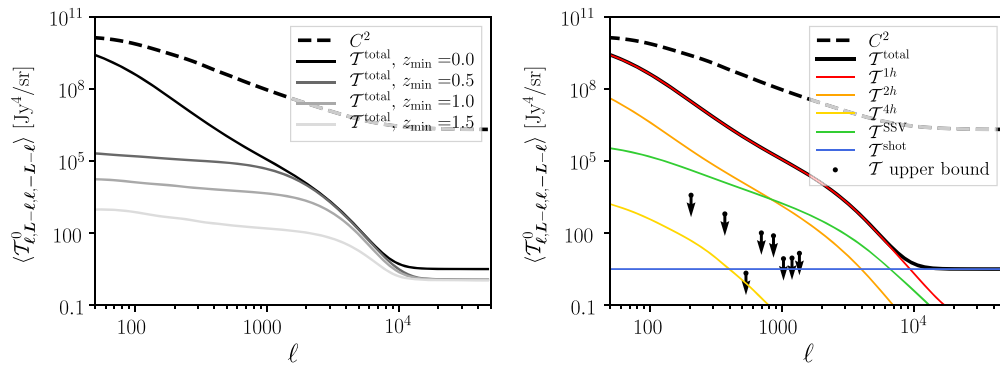 10¹¹
10⁸
10⁵
100
0.1
⟨𝒯⁰ℓ,L−ℓ,ℓ,−L−ℓ⟩ [Jy⁴/sr]
C²
𝒯^total, z_min =0.0
𝒯^total, z_min =0.5
𝒯^total, z_min =1.0
𝒯^total, z_min =1.5
100
1000
10⁴
ℓ
10¹¹
10⁸
10⁵
100
0.1
⟨𝒯⁰ℓ,L−ℓ,ℓ,−L−ℓ⟩ [Jy⁴/sr]
C²
𝒯^total
𝒯^1h
𝒯^2h
𝒯^4h
𝒯^SSV
𝒯^shot
𝒯 upper bound
100
1000
10⁴
ℓ